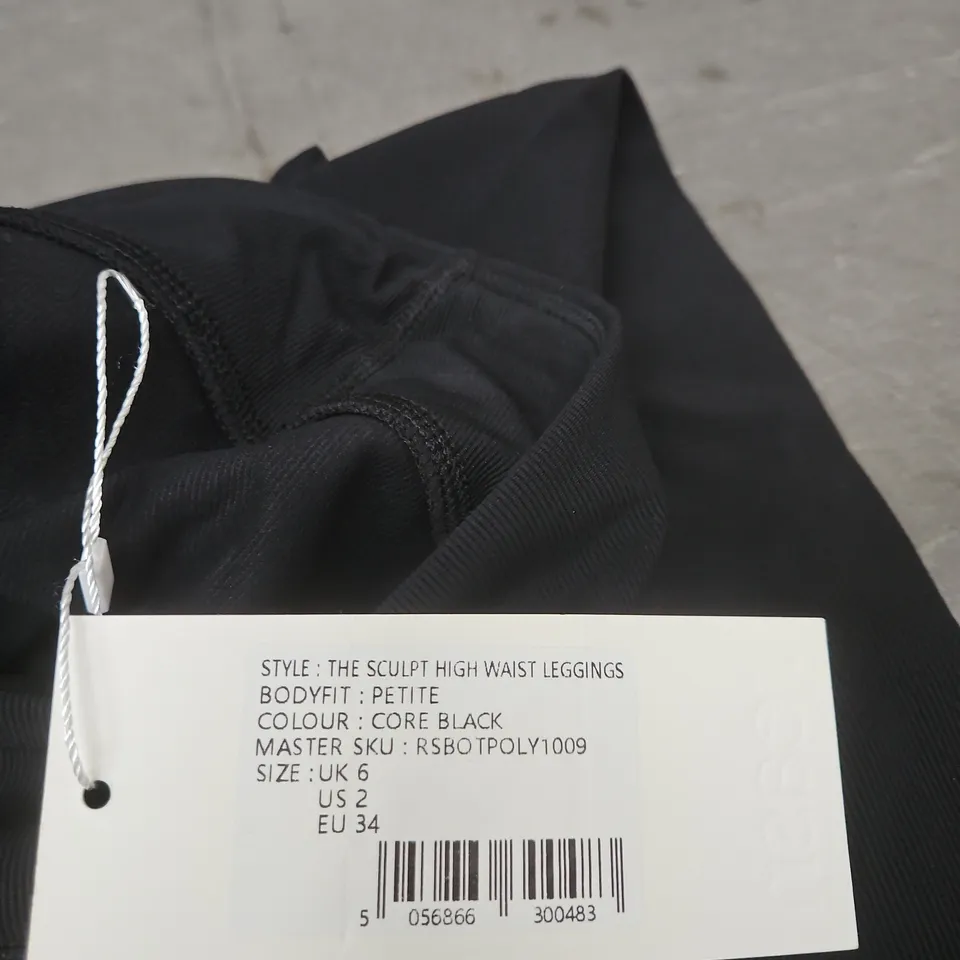 STYLE : THE SCULPT HIGH WAIST LEGGINGS
BODYFIT : PETITE
COLOUR : CORE BLACK
MASTER SKU : RSBOTPOLY1009
SIZE : UK 6
US 2
EU 34
5 056866 300483